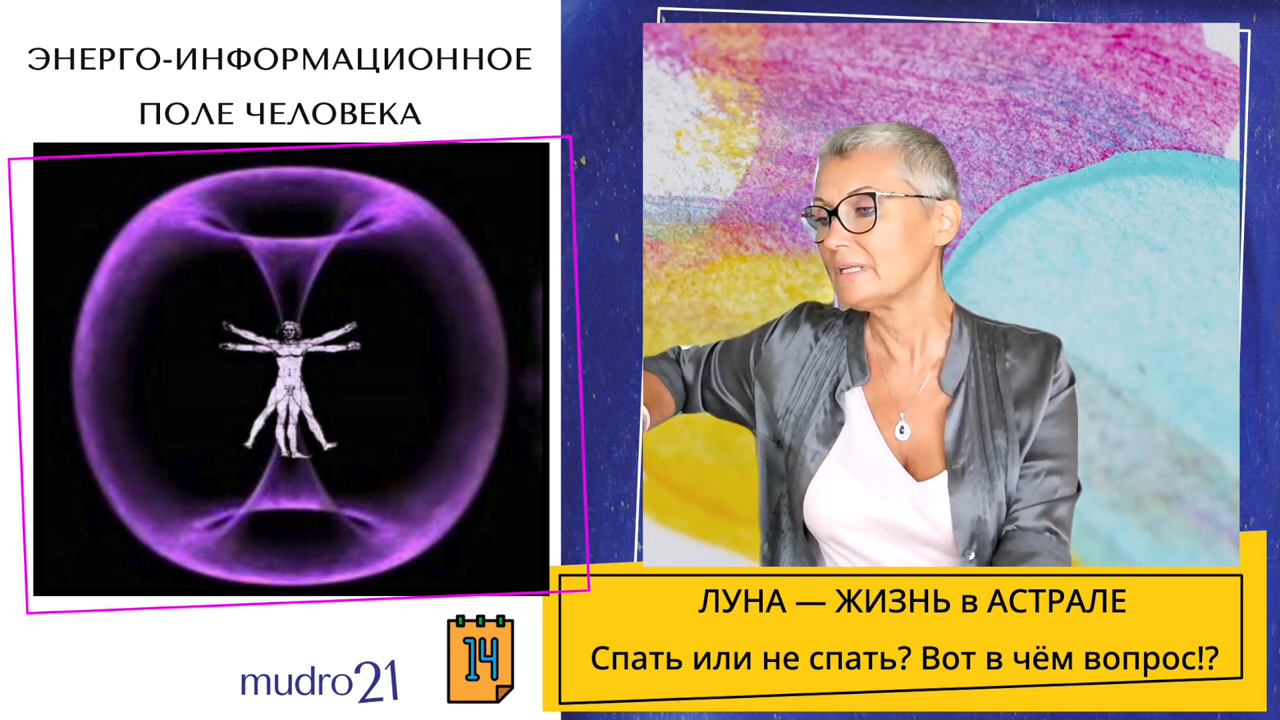 ЭНЕРГО-ИНФОРМАЦИОННОЕ
ПОЛЕ ЧЕЛОВЕКА
mudro21
14
ЛУНА — ЖИЗНЬ в АСТРАЛЕ
Спать или не спать? Вот в чём вопрос!?